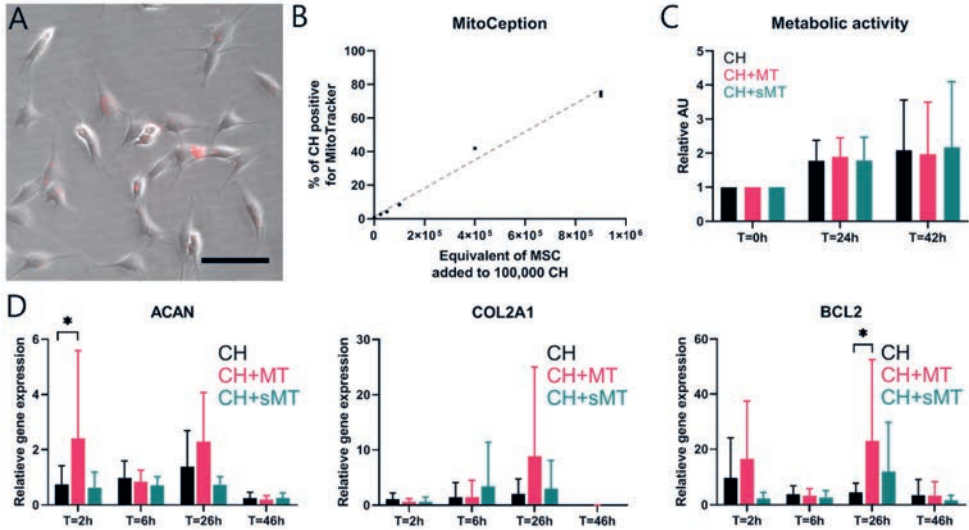 A
B
MitoCeption
% of CH positive
for MitoTracker
100
80
60
40
20
0
0
2×10⁵
4×10⁵
6×10⁵
8×10⁵
1×10⁶
Equivalent of MSC
added to 100,000 CH
C
Metabolic activity
Relative AU
5
4
3
2
1
0
CH
CH+MT
CH+sMT
T=0h
T=24h
T=42h
D
ACAN
Relatieve gene expression
6
4
2
0
*
CH
CH+MT
CH+sMT
T=2h
T=6h
T=26h
T=46h
COL2A1
Relatieve gene expression
30
20
10
0
CH
CH+MT
CH+sMT
T=2h
T=6h
T=26h
T=46h
BCL2
Relatieve gene expression
60
40
20
0
*
CH
CH+MT
CH+sMT
T=2h
T=6h
T=26h
T=46h